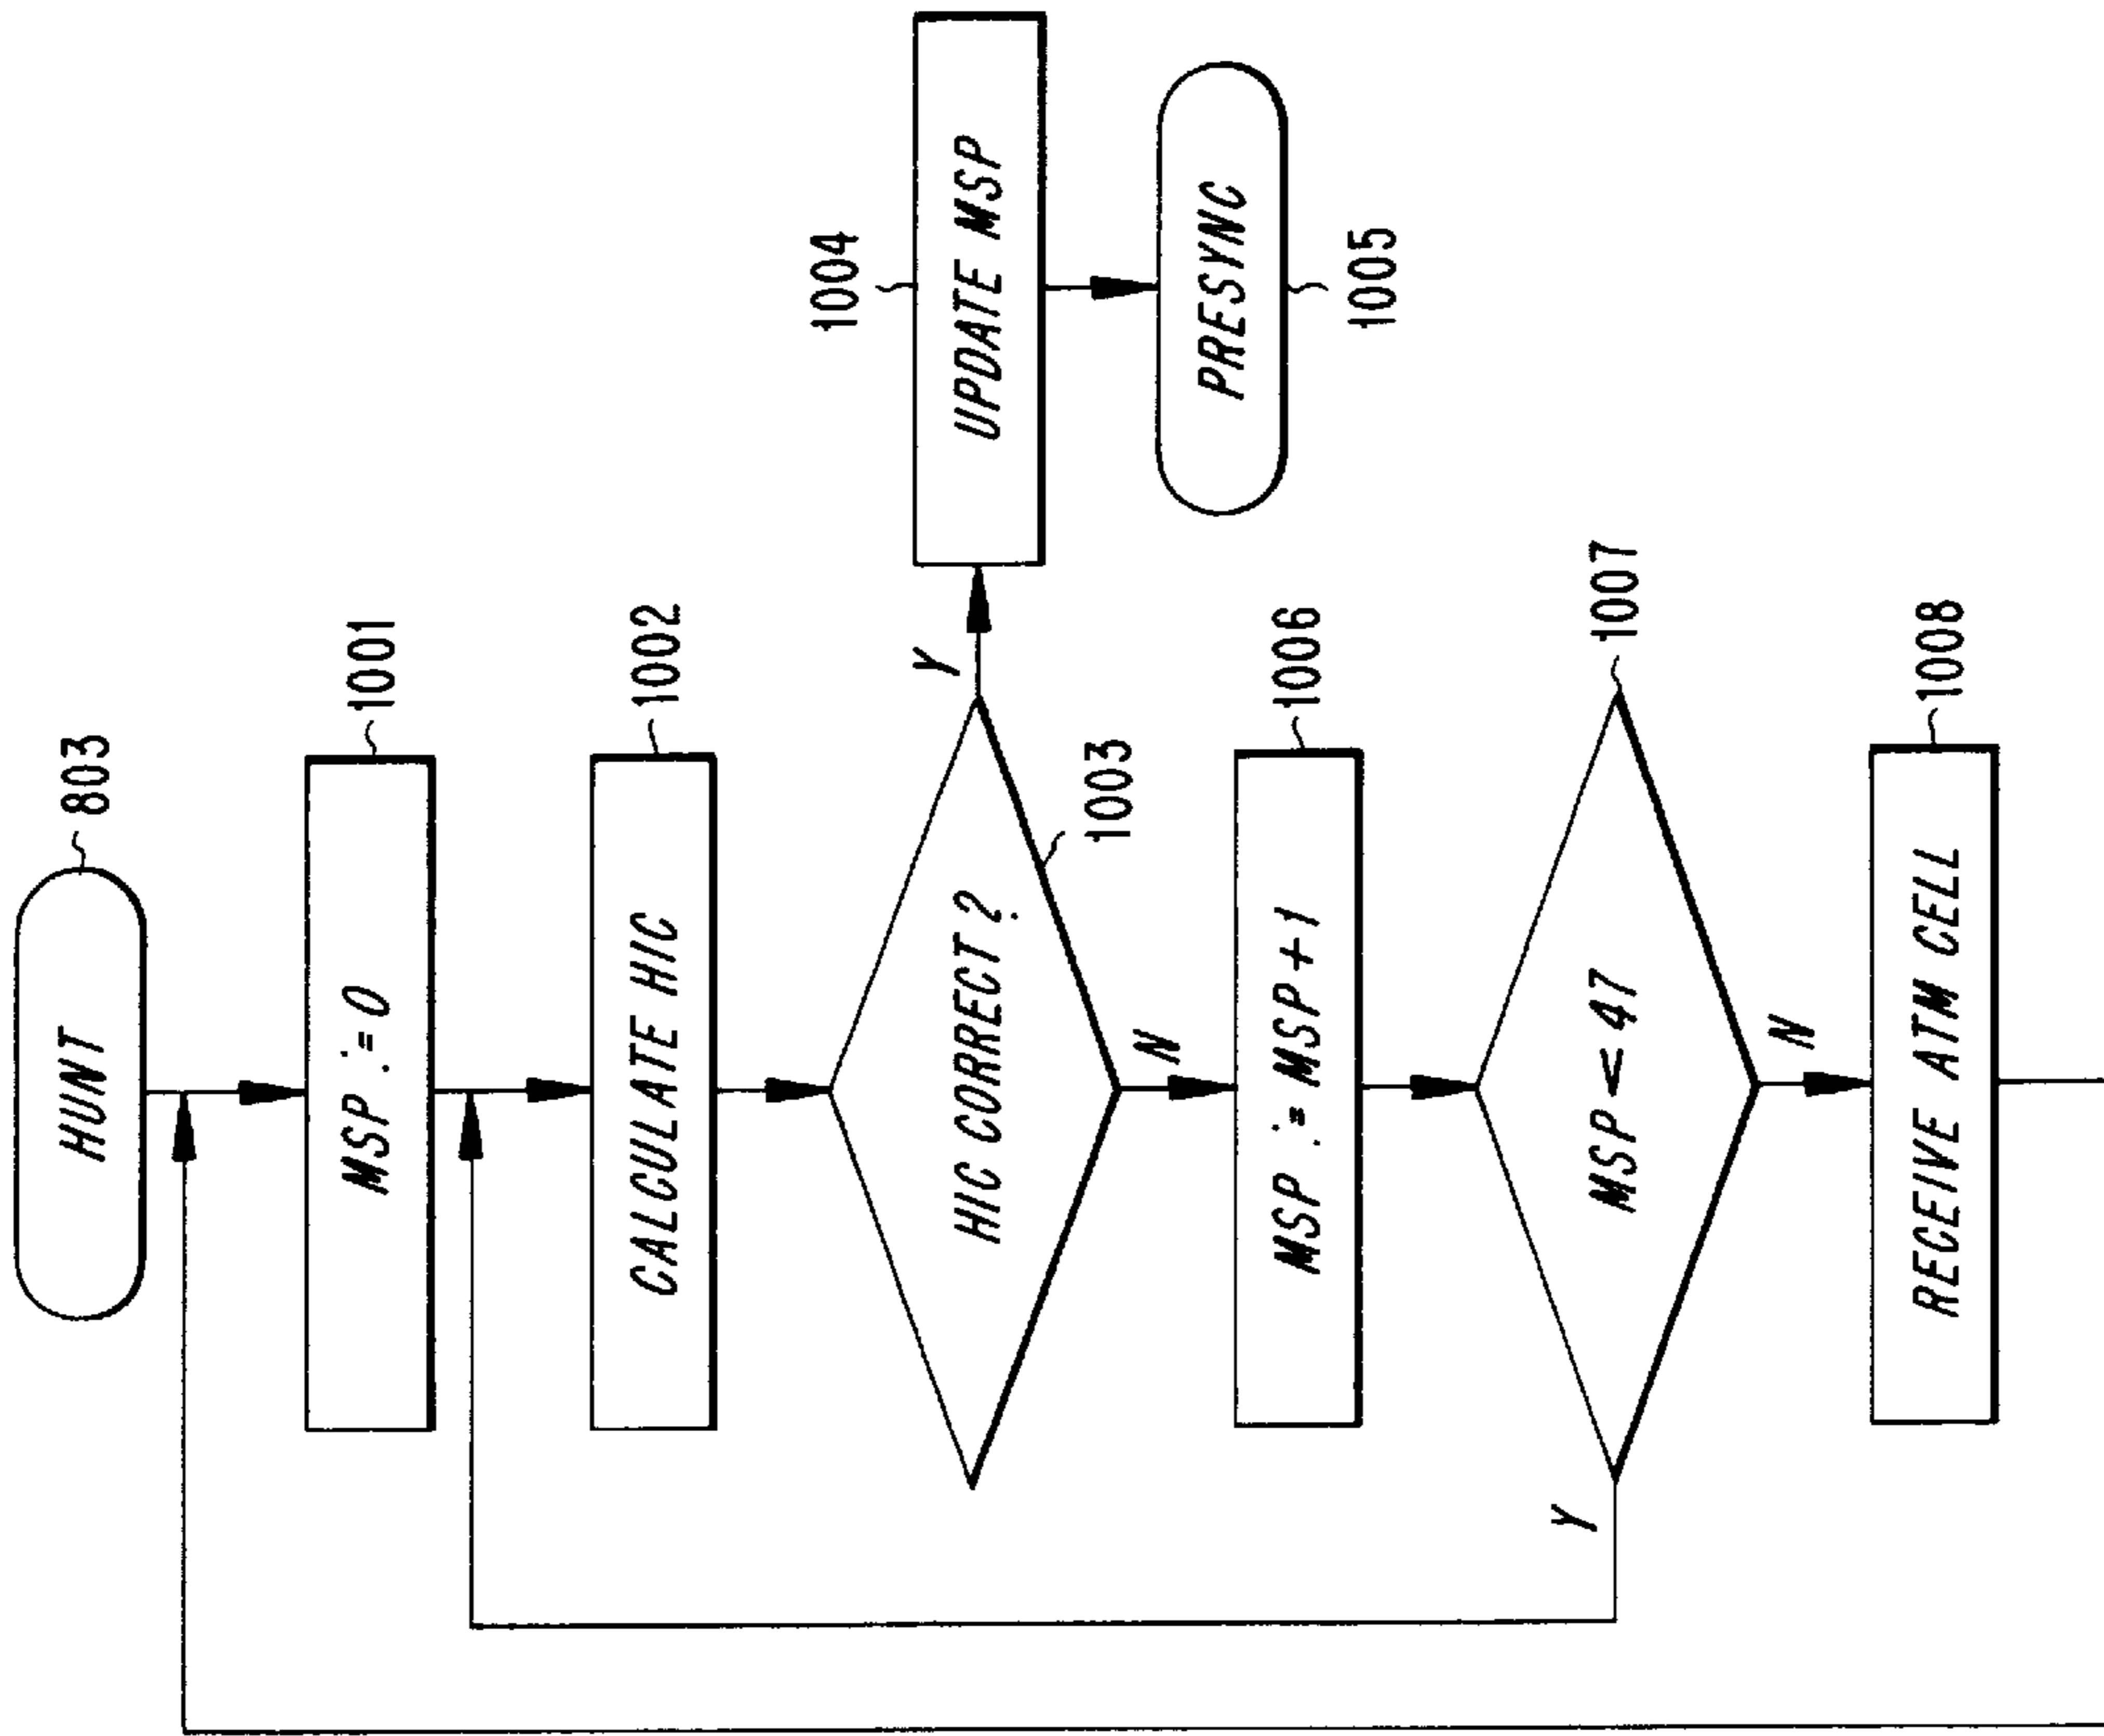 HUNT
803
MSP := 0
1001
CALCULATE HIC
1002
HIC CORRECT ?
1003
Y
N
UPDATE MSP
1004
PRESYNC
1005
MSP := MSP + 1
1006
MSP < 47
1007
Y
N
RECEIVE ATM CELL
1008